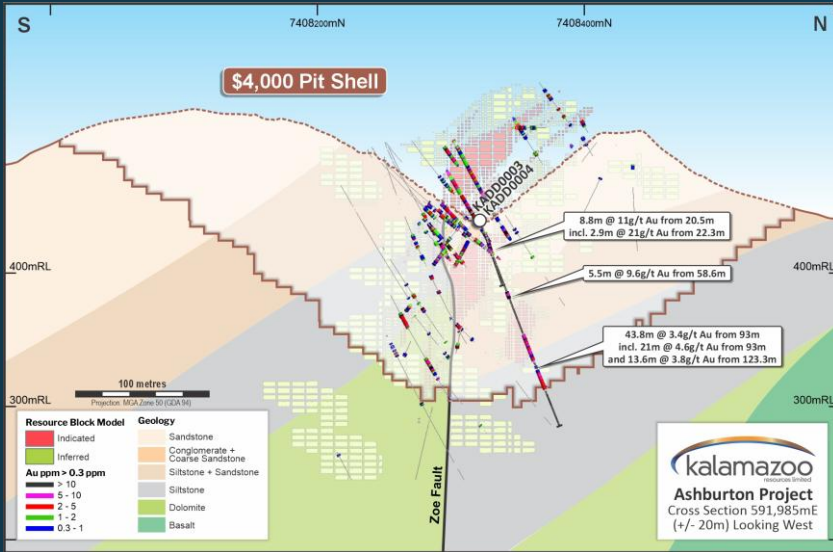 S
7408200mN
7408400mN
N
$4,000 Pit Shell
KADD0003
KADD0004
8.8m @ 11g/t Au from 20.5m
incl. 2.9m @ 21g/t Au from 22.3m
400mRL
400mRL
5.5m @ 9.6g/t Au from 58.6m
43.8m @ 3.4g/t Au from 93m
incl. 21m @ 4.6g/t Au from 93m
and 13.6m @ 3.8g/t Au from 123.3m
100 metres
Projection: MGA Zone 50 (GDA 94)
300mRL
300mRL
Resource Block Model
Indicated
Inferred
Au ppm > 0.3 ppm
> 10
5 - 10
2 - 5
1 - 2
0.3 - 1
Geology
Sandstone
Conglomerate +
Coarse Sandstone
Siltstone + Sandstone
Siltstone
Dolomite
Basalt
Zoe Fault
kalamazoo
resources limited
Ashburton Project
Cross Section 591,985mE
(+/- 20m) Looking West